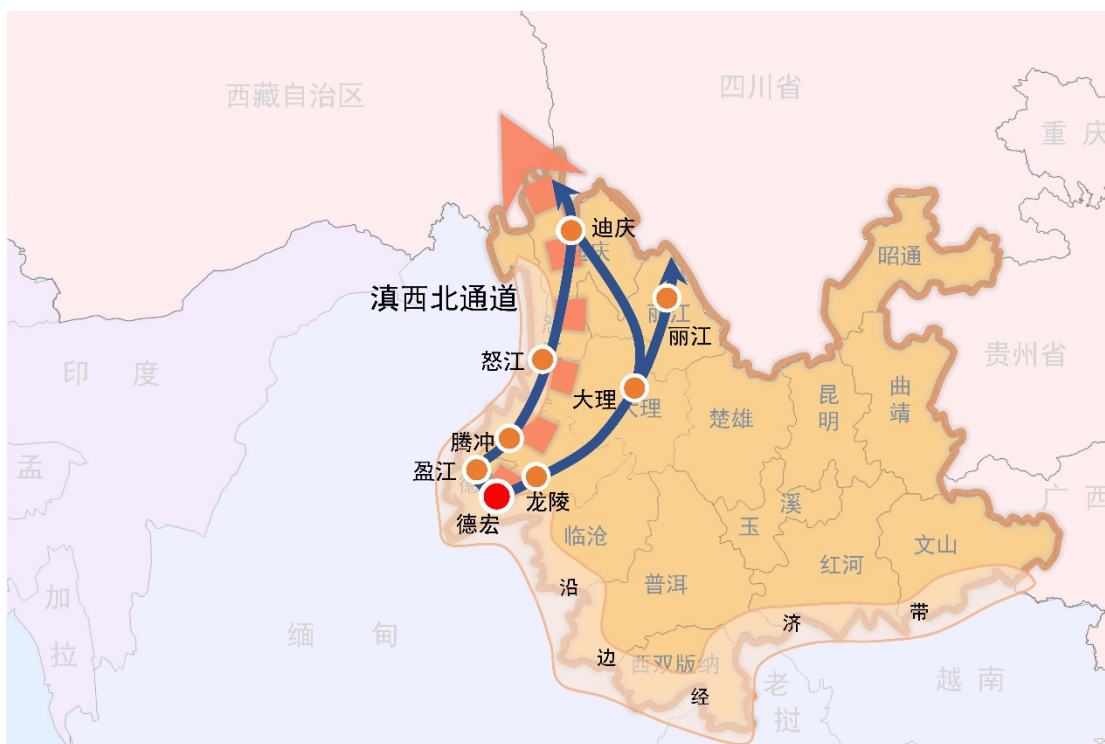 西藏自治区
四川省
重庆
迪庆
昭通
滇西北通道
丽江
丽江
印度
怒江
贵州省
大理
大理
楚雄
昆明
曲靖
腾冲
盈江
孟
加
拉
德宏
龙陵
临沧
玉溪
广西
文山
红河
普洱
沿
边
经
济
带
缅甸
西双版纳
老挝
越南